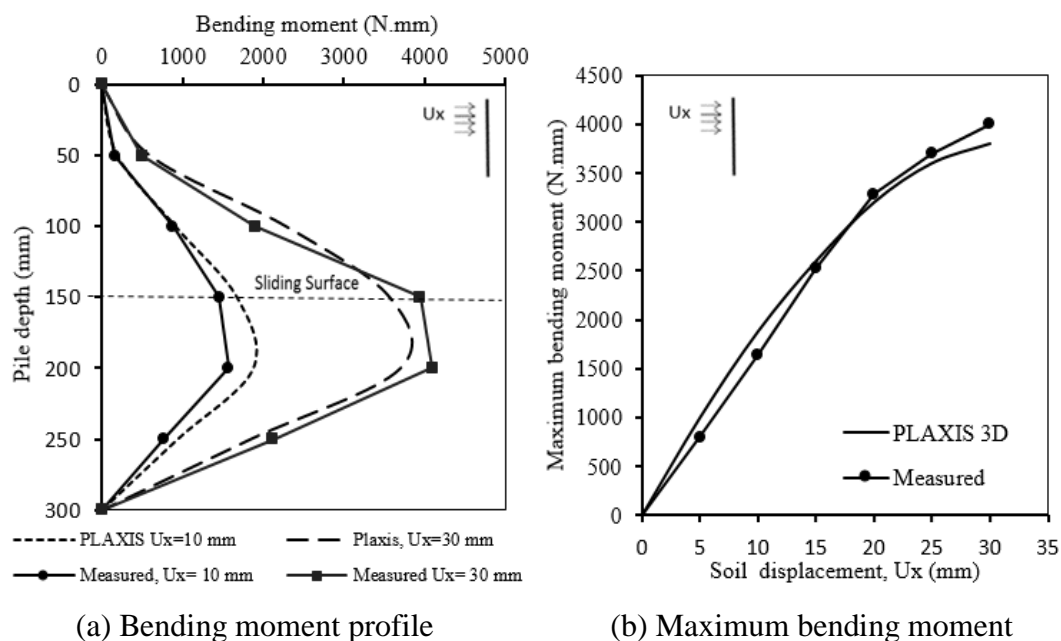 Bending moment (N.mm)
0 1000 2000 3000 4000 5000
0
50
100
150
200
250
300
Pile depth (mm)
Ux
Sliding Surface
PLAXIS Ux=10 mm
Plaxis, Ux=30 mm
Measured, Ux= 10 mm
Measured Ux= 30 mm
(a) Bending moment profile
4500
4000
3500
3000
2500
2000
1500
1000
500
0
Maximum bending moment (N.mm)
Ux
PLAXIS 3D
Measured
0 5 10 15 20 25 30 35
Soil displacement, Ux (mm)
(b) Maximum bending moment